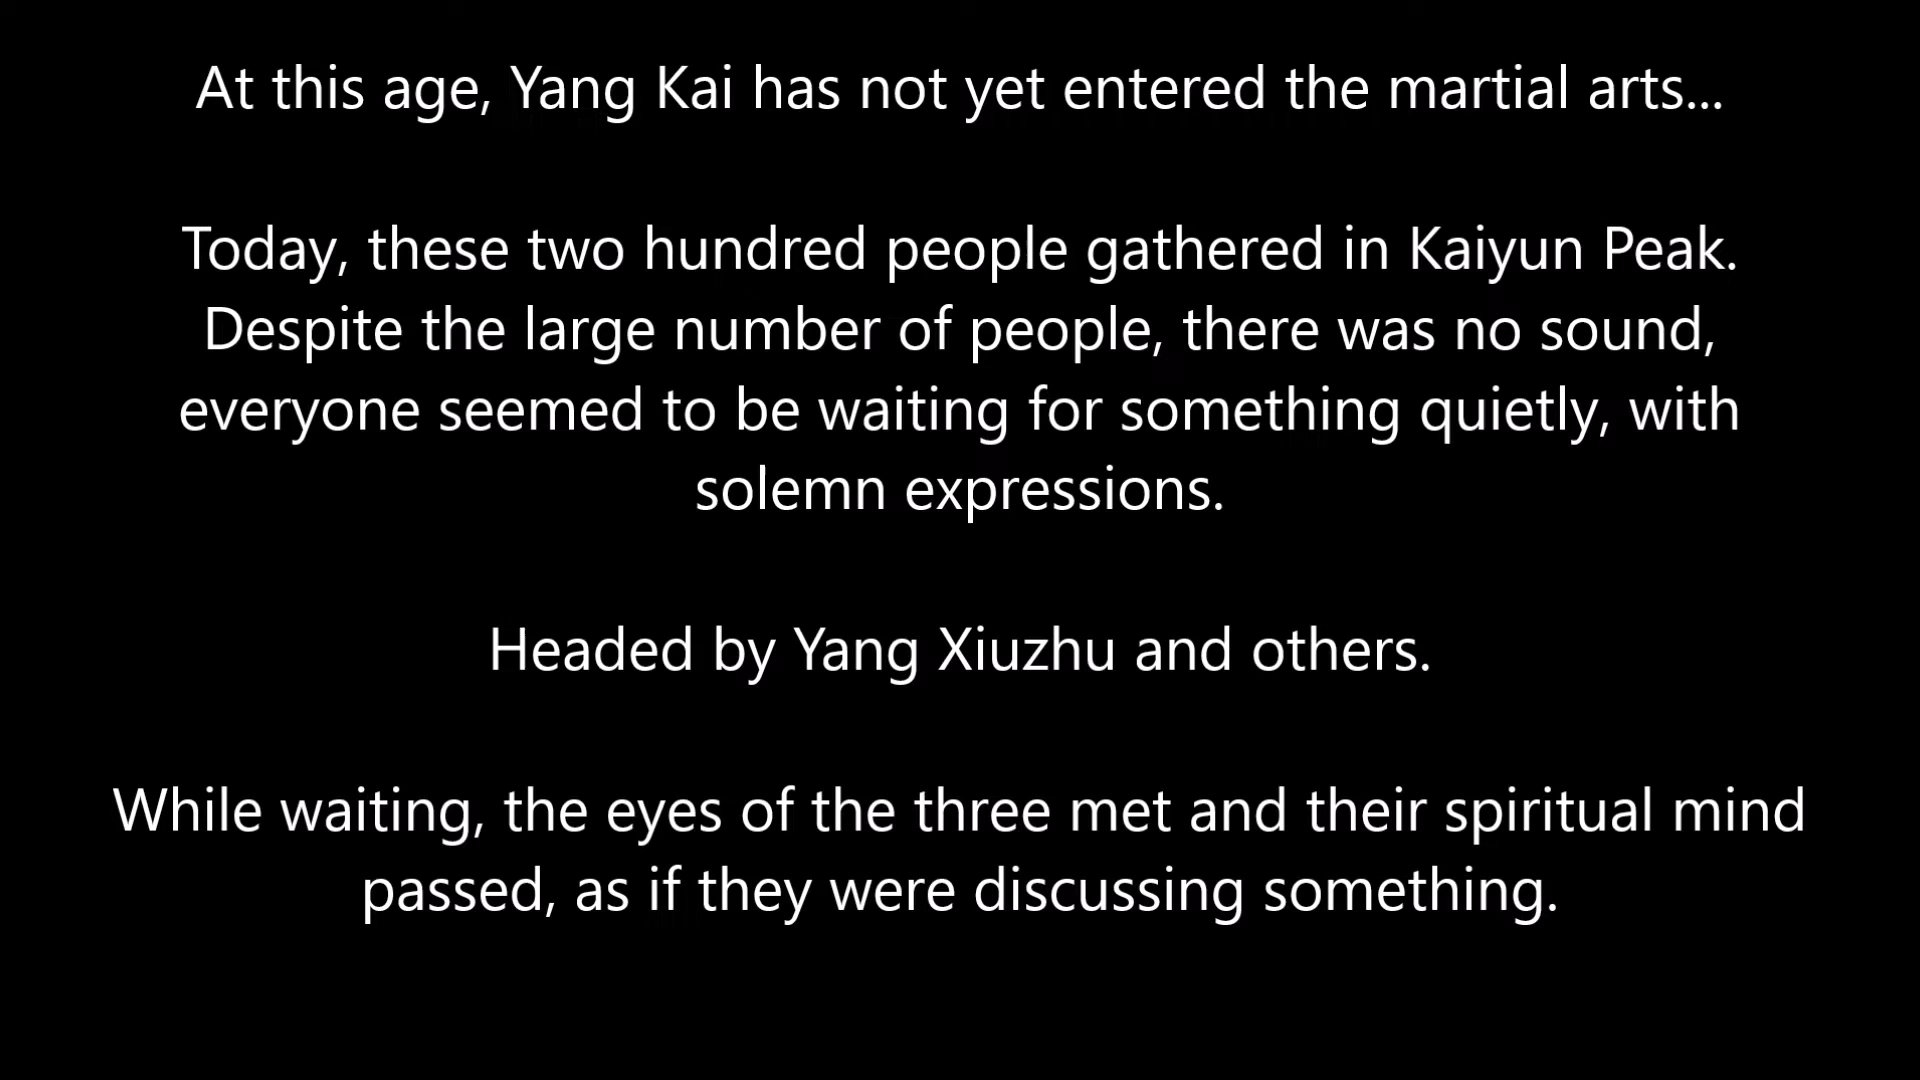 At this age, Yang Kai has not yet entered the martial arts...
Today, these two hundred people gathered in Kaiyun Peak.
Despite the large number of people, there was no sound,
everyone seemed to be waiting for something quietly, with
solemn expressions.
Headed by Yang Xiuzhu and others.
While waiting, the eyes of the three met and their spiritual mind
passed, as if they were discussing something.